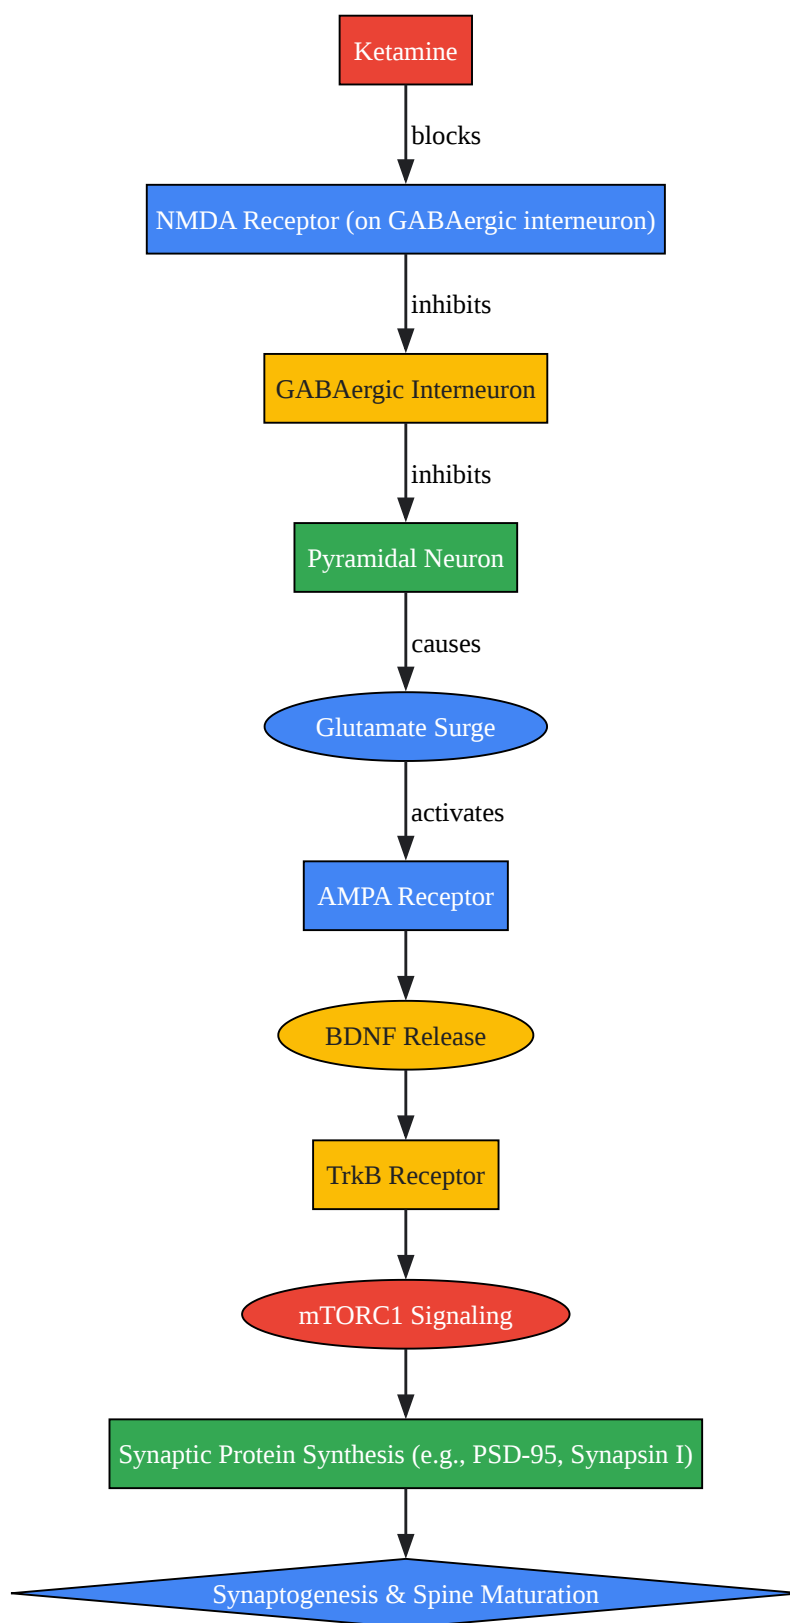 Ketamine
blocks
NMDA Receptor (on GABAergic interneuron)
inhibits
GABAergic Interneuron
inhibits
Pyramidal Neuron
causes
Glutamate Surge
activates
AMPA Receptor
BDNF Release
TrkB Receptor
mTORC1 Signaling
Synaptic Protein Synthesis (e.g., PSD-95, Synapsin I)
Synaptogenesis & Spine Maturation